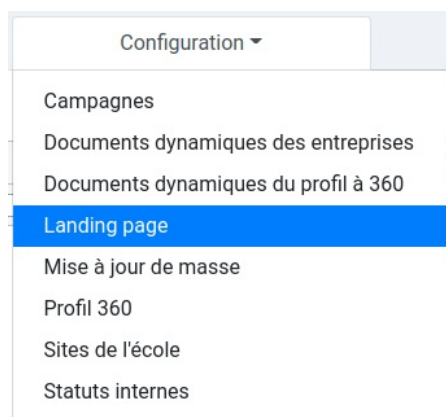 Configuration
Campagnes
Documents dynamiques des entreprises
Documents dynamiques du profil à 360
Landing page
Mise à jour de masse
Profil 360
Sites de l'école
Statuts internes